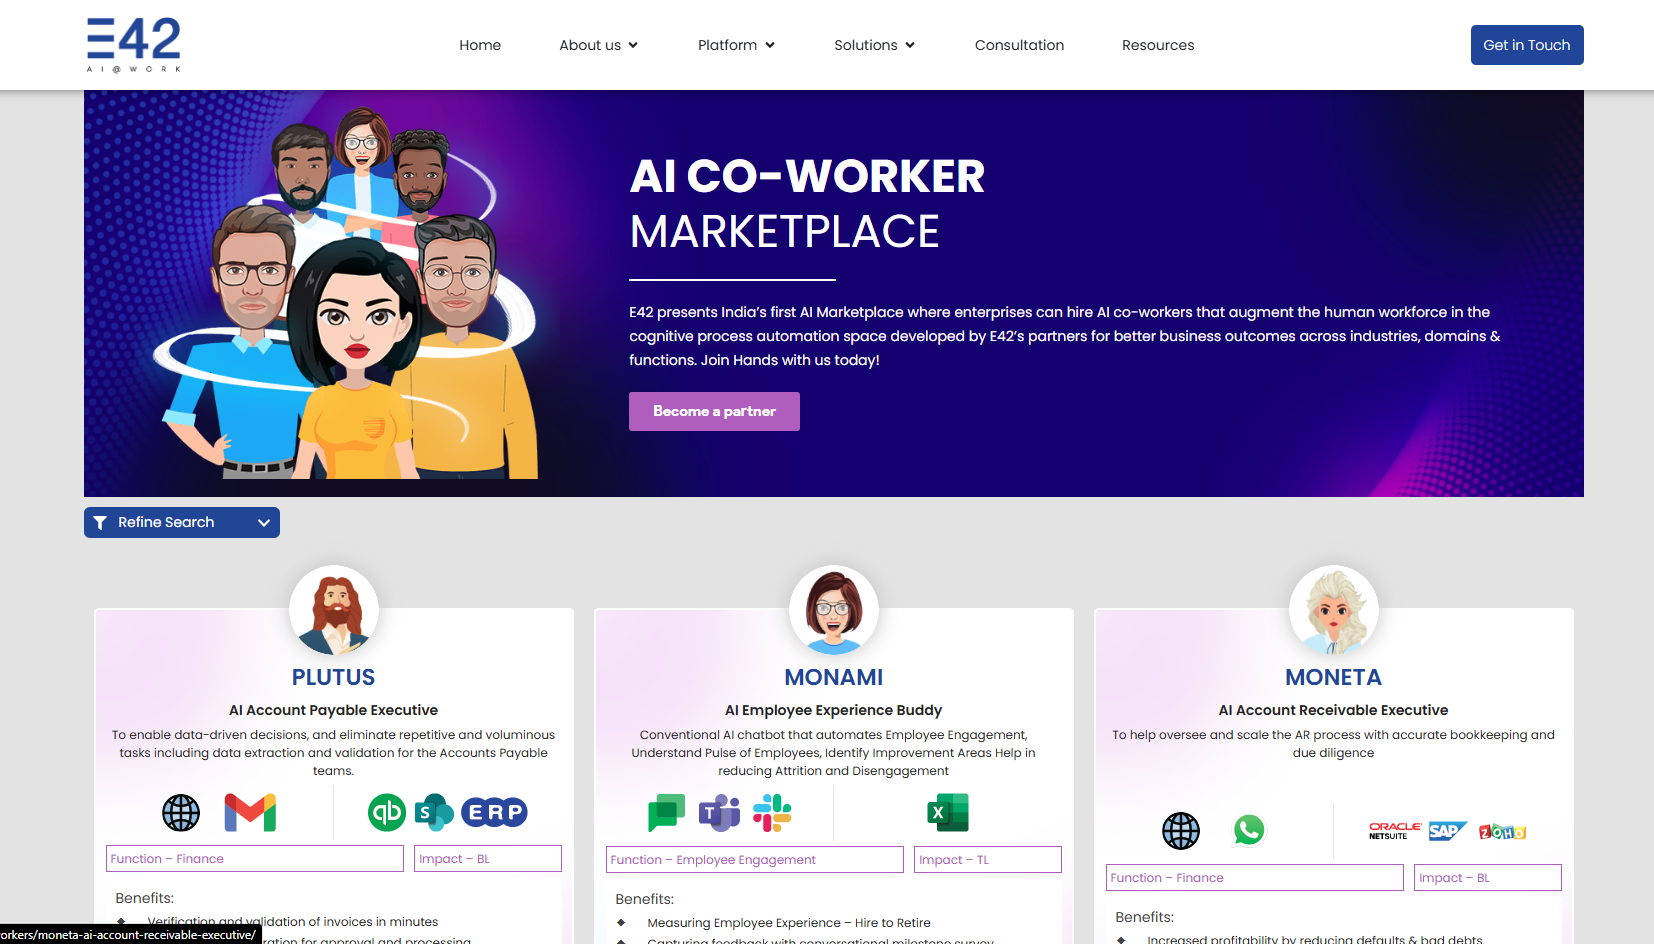 E42
AI@WORK
Home
About us
Platform
Solutions
Consultation
Resources
Get in Touch
AI CO-WORKER
MARKETPLACE
E42 presents India's first AI Marketplace where enterprises can hire AI co-workers that augment the human workforce in the
cognitive process automation space developed by E42's partners for better business outcomes across industries, domains &
functions. Join Hands with us today!
Become a partner
Refine Search
PLUTUS
AI Account Payable Executive
To enable data-driven decisions, and eliminate repetitive and voluminous
tasks including data extraction and validation for the Accounts Payable
teams.
qb
S
ERP
Function – Finance
Impact – BL
Benefits:
Verification and validation of invoices in minutes
ration for approval and processing
MONAMI
AI Employee Experience Buddy
Conventional AI chatbot that automates Employee Engagement,
Understand Pulse of Employees, Identify Improvement Areas Help in
reducing Attrition and Disengagement
T
X
Function – Employee Engagement
Impact – TL
Benefits:
Measuring Employee Experience – Hire to Retire
Capturing feedback with conversational milestone survey
MONETA
AI Account Receivable Executive
To help oversee and scale the AR process with accurate bookkeeping and
due diligence
ORACLE
NETSUITE
SAP
ZOHO
Function – Finance
Impact – BL
Benefits:
Increased profitability by reducing defaults & bad debts.
orkers/moneta-ai-account-receivable-executive/